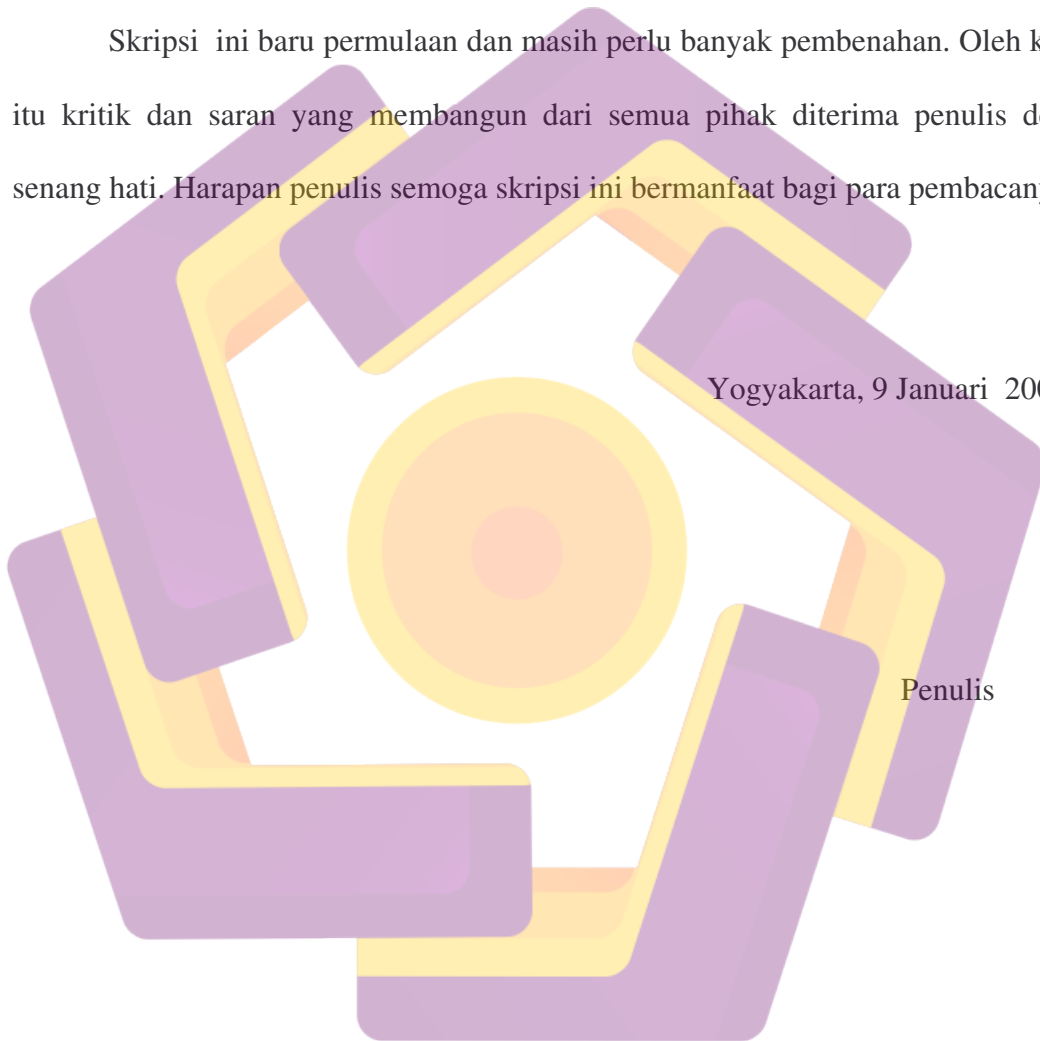 Skripsi ini baru permulaan dan masih perlu banyak pembenahan. Oleh
itu kritik dan saran yang membangun dari semua pihak diterima penulis
senang hati. Harapan penulis semoga skripsi ini bermanfaat bagi para
Yogyakarta, 9 Januari
Penulis